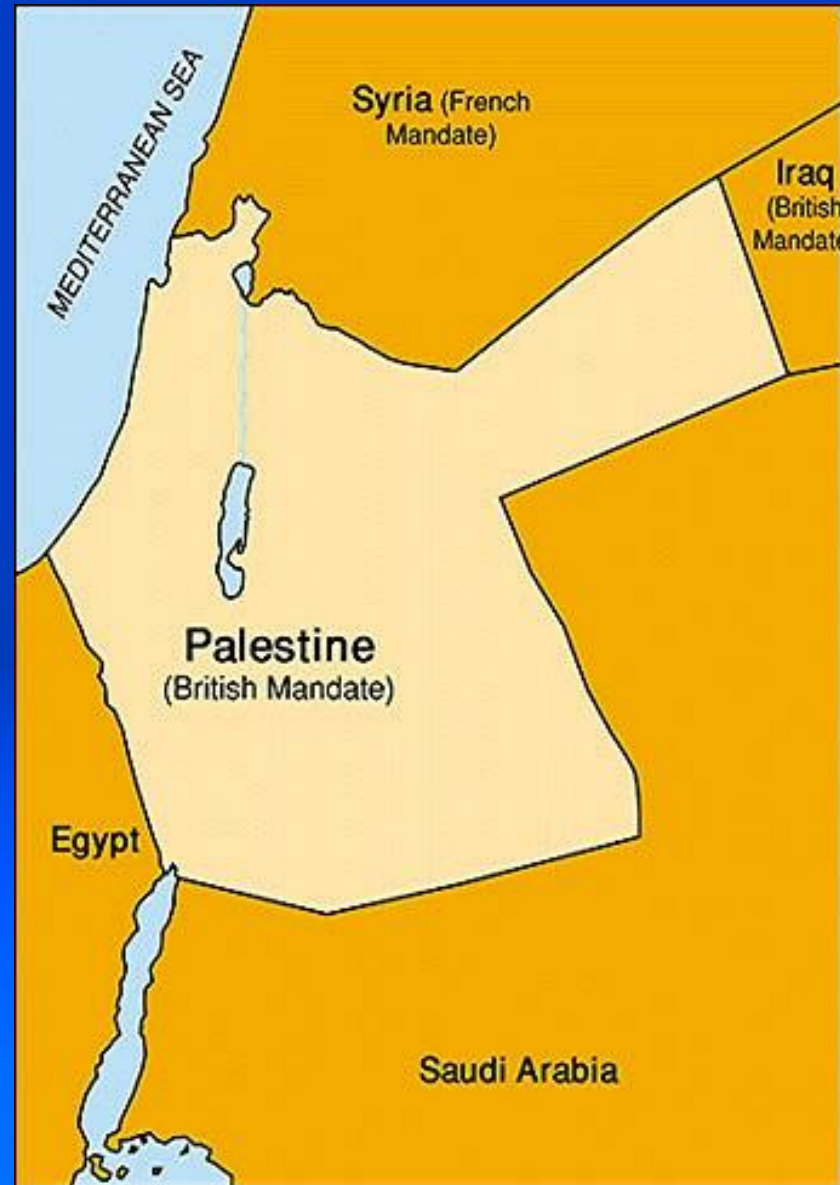 MEDITERRANEAN SEA
Syria (French
Mandate)
Iraq
(British
Mandate
Palestine
(British Mandate)
Egypt
Saudi Arabia